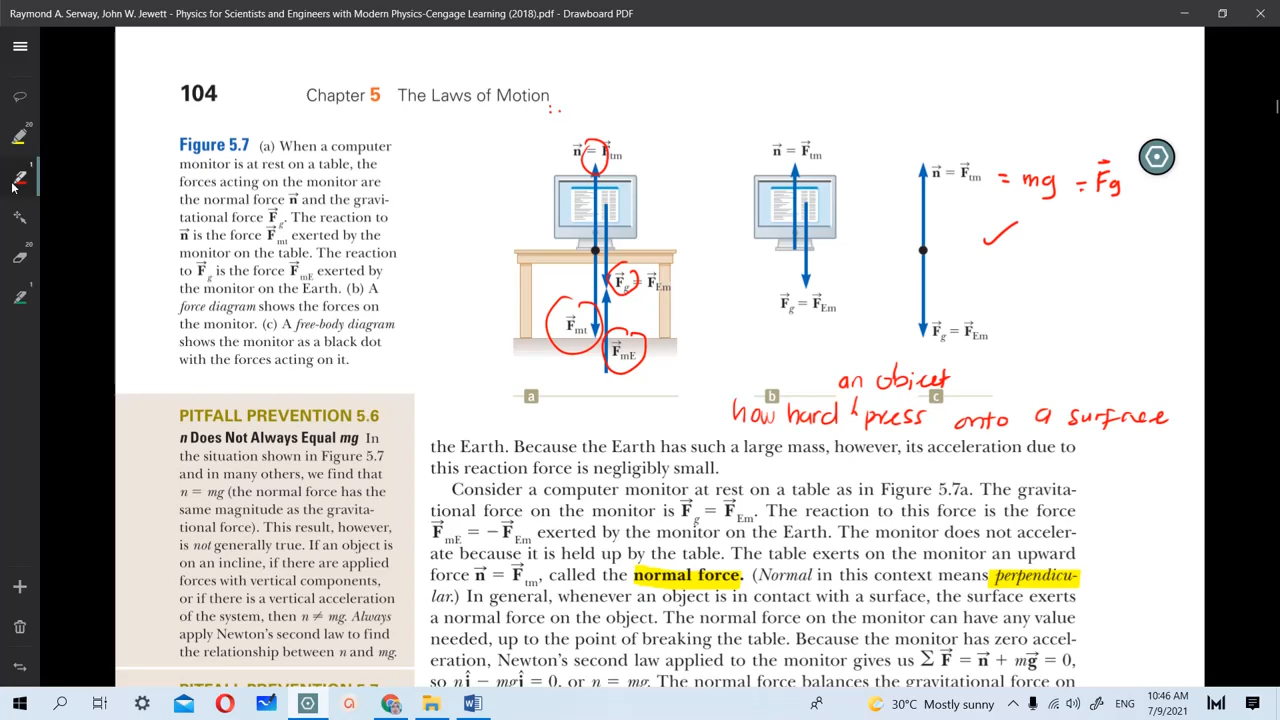 Raymond A. Serway, John W. Jewett - Physics for Scientists and Engineers with Modern Physics-Cengage Learning (2018).pdf - Drawboard PDF
104 Chapter 5 The Laws of Motion
Figure 5.7 (a) When a computer
monitor is at rest on a table, the
forces acting on the monitor are
the normal force n⃗ and the gravi-
tational force F⃗g. The reaction to
n⃗ is the force F⃗mt exerted by the
monitor on the table. The reaction
to F⃗g is the force F⃗mE exerted by
the monitor on the Earth. (b) A
force diagram shows the forces on
the monitor. (c) A free-body diagram
shows the monitor as a black dot
with the forces acting on it.
n⃗ = F⃗tm
F⃗g = F⃗Em
F⃗mt
F⃗mE
a
n⃗ = F⃗tm
F⃗g = F⃗Em
b
n⃗ = F⃗tm = mg = F⃗g
F⃗g = F⃗Em
c
an object
how hard press onto a surface
PITFALL PREVENTION 5.6
n Does Not Always Equal mg In
the situation shown in Figure 5.7
and in many others, we find that
n = mg (the normal force has the
same magnitude as the gravita-
tional force). This result, however,
is not generally true. If an object is
on an incline, if there are applied
forces with vertical components,
or if there is a vertical acceleration
of the system, then n ≠ mg. Always
apply Newton's second law to find
the relationship between n and mg.
the Earth. Because the Earth has such a large mass, however, its acceleration due to
this reaction force is negligibly small.
Consider a computer monitor at rest on a table as in Figure 5.7a. The gravita-
tional force on the monitor is F⃗g = F⃗Em. The reaction to this force is the force
F⃗mE = −F⃗Em exerted by the monitor on the Earth. The monitor does not acceler-
ate because it is held up by the table. The table exerts on the monitor an upward
force n⃗ = F⃗tm, called the normal force. (Normal in this context means perpendicu-
lar.) In general, whenever an object is in contact with a surface, the surface exerts
a normal force on the object. The normal force on the monitor can have any value
needed, up to the point of breaking the table. Because the monitor has zero accel-
eration, Newton's second law applied to the monitor gives us Σ F⃗ = n⃗ + mg⃗ = 0,
so nĵ − mgĵ = 0, or n = mg. The normal force balances the gravitational force on
20
1
20
1
30°C Mostly sunny
ENG
10:46 AM
7/9/2021